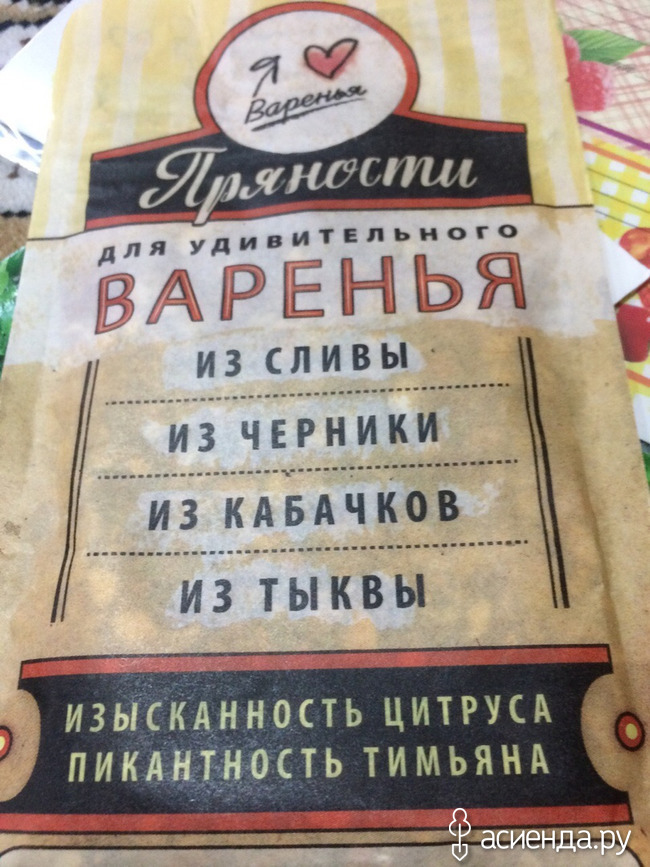 Я
Варенья
Пряности
ДЛЯ УДИВИТЕЛЬНОГО
ВАРЕНЬЯ
ИЗ СЛИВЫ
ИЗ ЧЕРНИКИ
ИЗ КАБАЧКОВ
ИЗ ТЫКВЫ
ИЗЫСКАННОСТЬ ЦИТРУСА
ПИКАНТНОСТЬ ТИМЬЯНА
асиенда.ру